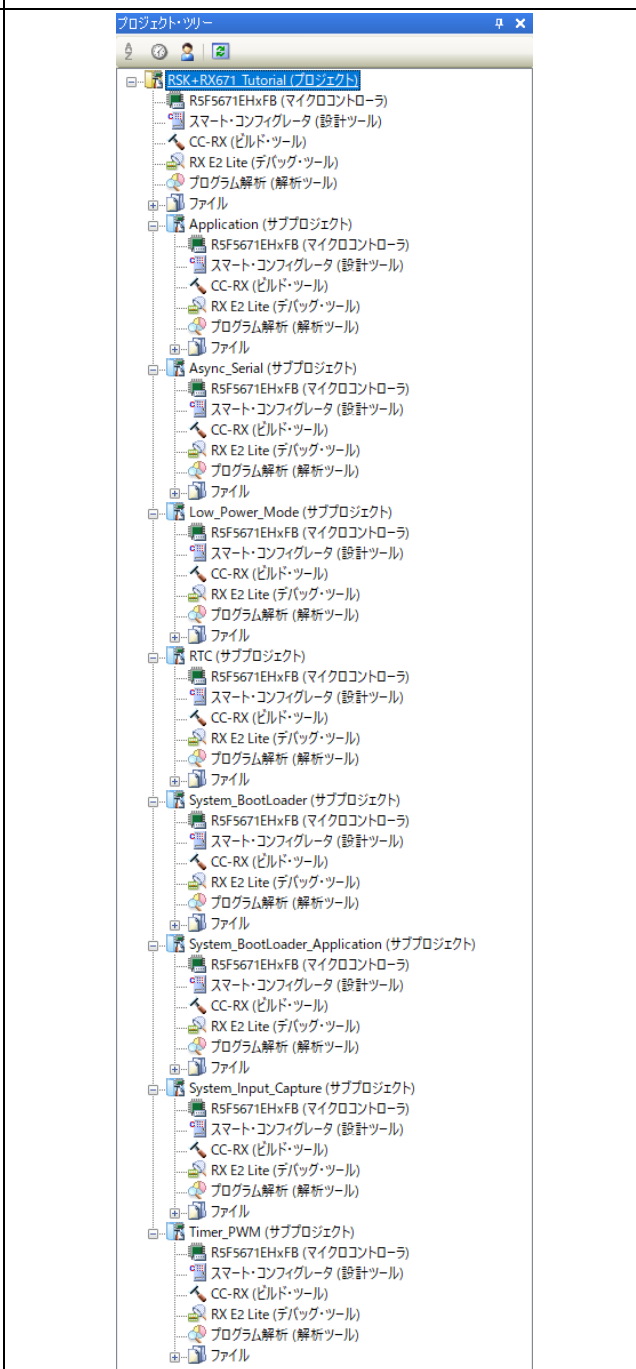 プロジェクト・ツリー
RSK+RX671_Tutorial (プロジェクト)
R5F5671EHxFB (マイクロコントローラ)
スマート・コンフィグレータ (設計ツール)
CC-RX (ビルド・ツール)
RX E2 Lite (デバッグ・ツール)
プログラム解析 (解析ツール)
ファイル
Application (サブプロジェクト)
R5F5671EHxFB (マイクロコントローラ)
スマート・コンフィグレータ (設計ツール)
CC-RX (ビルド・ツール)
RX E2 Lite (デバッグ・ツール)
プログラム解析 (解析ツール)
ファイル
Async_Serial (サブプロジェクト)
R5F5671EHxFB (マイクロコントローラ)
スマート・コンフィグレータ (設計ツール)
CC-RX (ビルド・ツール)
RX E2 Lite (デバッグ・ツール)
プログラム解析 (解析ツール)
ファイル
Low_Power_Mode (サブプロジェクト)
R5F5671EHxFB (マイクロコントローラ)
スマート・コンフィグレータ (設計ツール)
CC-RX (ビルド・ツール)
RX E2 Lite (デバッグ・ツール)
プログラム解析 (解析ツール)
ファイル
RTC (サブプロジェクト)
R5F5671EHxFB (マイクロコントローラ)
スマート・コンフィグレータ (設計ツール)
CC-RX (ビルド・ツール)
RX E2 Lite (デバッグ・ツール)
プログラム解析 (解析ツール)
ファイル
System_BootLoader (サブプロジェクト)
R5F5671EHxFB (マイクロコントローラ)
スマート・コンフィグレータ (設計ツール)
CC-RX (ビルド・ツール)
RX E2 Lite (デバッグ・ツール)
プログラム解析 (解析ツール)
ファイル
System_BootLoader_Application (サブプロジェクト)
R5F5671EHxFB (マイクロコントローラ)
スマート・コンフィグレータ (設計ツール)
CC-RX (ビルド・ツール)
RX E2 Lite (デバッグ・ツール)
プログラム解析 (解析ツール)
ファイル
System_Input_Capture (サブプロジェクト)
R5F5671EHxFB (マイクロコントローラ)
スマート・コンフィグレータ (設計ツール)
CC-RX (ビルド・ツール)
RX E2 Lite (デバッグ・ツール)
プログラム解析 (解析ツール)
ファイル
Timer_PWM (サブプロジェクト)
R5F5671EHxFB (マイクロコントローラ)
スマート・コンフィグレータ (設計ツール)
CC-RX (ビルド・ツール)
RX E2 Lite (デバッグ・ツール)
プログラム解析 (解析ツール)
ファイル